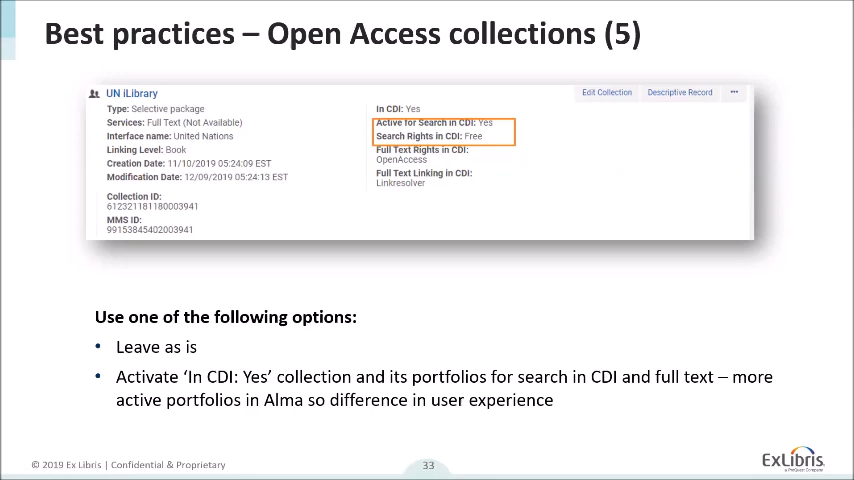 Best practices – Open Access collections (5)
UN iLibrary
Edit Collection
Descriptive Record
Type: Selective package
Services: Full Text (Not Available)
Interface name: United Nations
Linking Level: Book
Creation Date: 11/10/2019 05:24:09 EST
Modification Date: 12/09/2019 05:24:13 EST
Collection ID:
612321181180003941
MMS ID:
99153845402003941
In CDI: Yes
Active for Search in CDI: Yes
Search Rights in CDI: Free
Full Text Rights in CDI:
OpenAccess
Full Text Linking in CDI:
Linkresolver
Use one of the following options:
• Leave as is
• Activate ‘In CDI: Yes’ collection and its portfolios for search in CDI and full text – more
active portfolios in Alma so difference in user experience
© 2019 Ex Libris | Confidential & Proprietary
33
ExLibris
a ProQuest Company